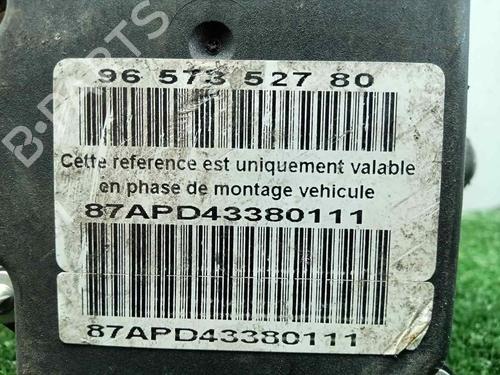 B-PARTS
96 573 527 80
Cette reference est uniquement valable
en phase de montage vehicule
87APD43380111
87APD43380111